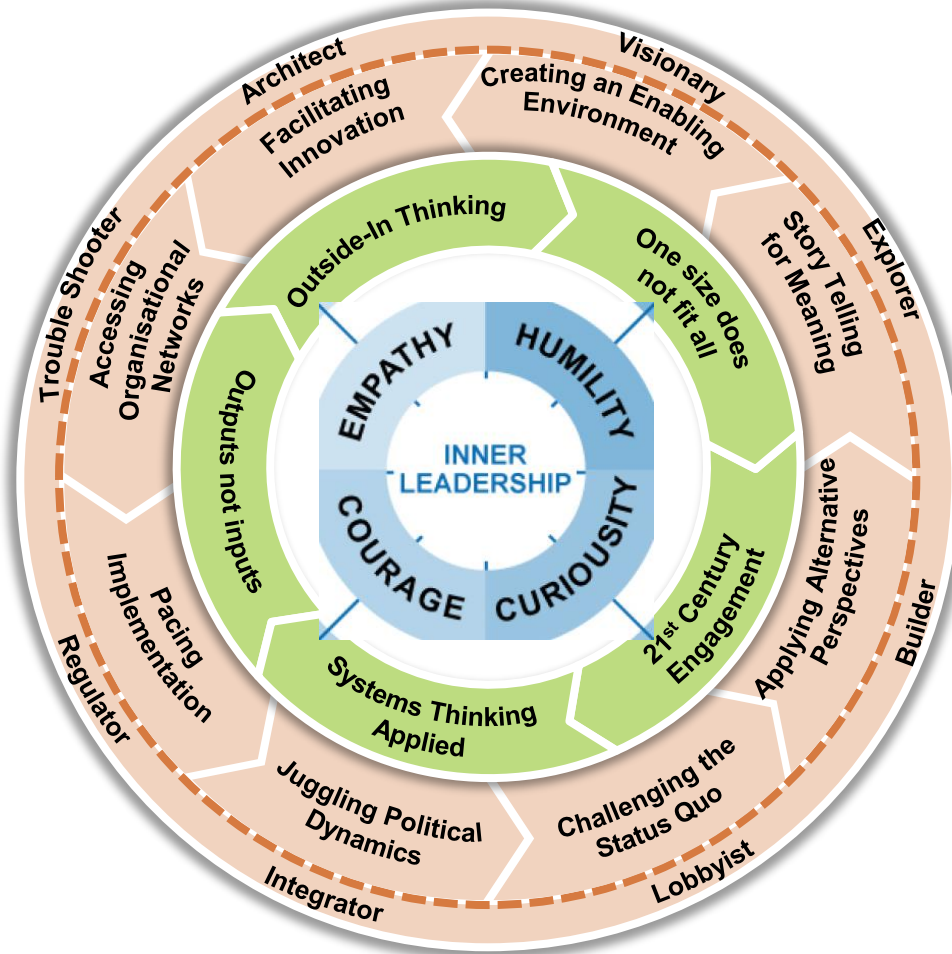 Architect
Visionary
Explorer
Builder
Lobbyist
Integrator
Regulator
Trouble Shooter
Facilitating
Innovation
Creating an Enabling
Environment
Story Telling
for Meaning
Applying Alternative
Perspectives
Challenging the
Status Quo
Juggling Political
Dynamics
Pacing
Implementation
Accessing
Organisational
Networks
Outside-In Thinking
One size does
not fit all
21st Century
Engagement
Systems Thinking
Applied
Outputs not inputs
EMPATHY
HUMILITY
CURIOUSITY
COURAGE
INNER
LEADERSHIP